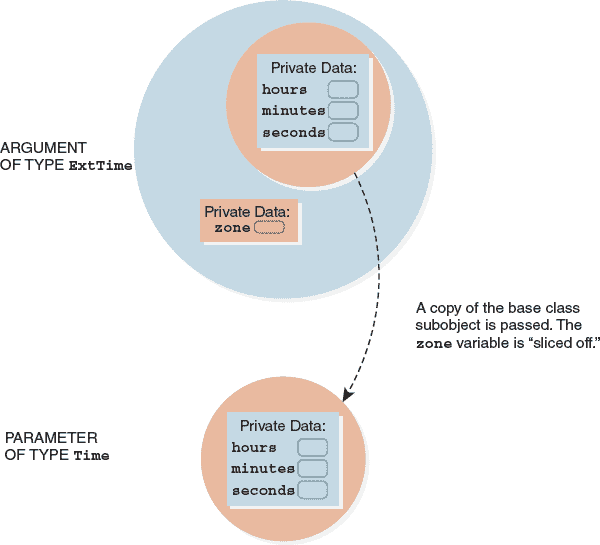 Private Data:
hours
minutes
seconds
ARGUMENT
OF TYPE ExtTime
Private Data:
zone
A copy of the base class
subobject is passed. The
zone variable is “sliced off.”
PARAMETER
OF TYPE Time
Private Data:
hours
minutes
seconds